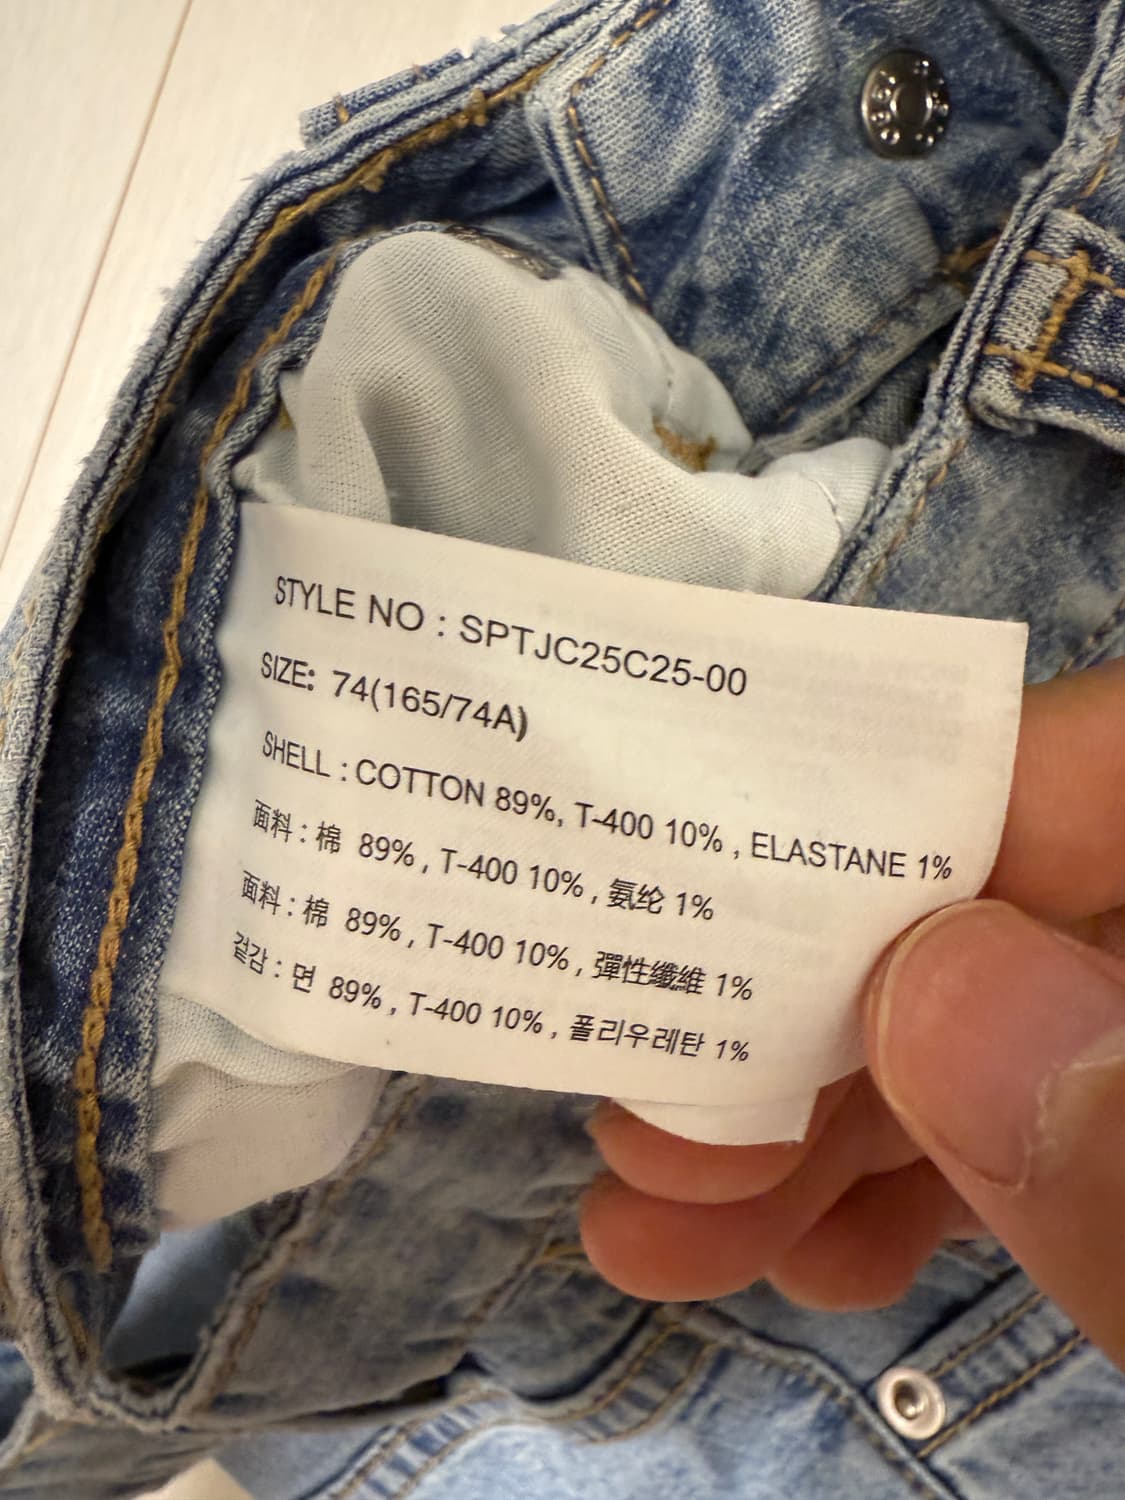 STYLE NO : SPTJC25C25-00
SIZE: 74(165/74A)
SHELL : COTTON 89%, T-400 10% , ELASTANE 1%
面料 : 棉 89% , T-400 10% , 氨纶 1%
面料 : 棉 89% , T-400 10% , 彈性纖維 1%
겉감 : 면 89% , T-400 10% , 폴리우레탄 1%